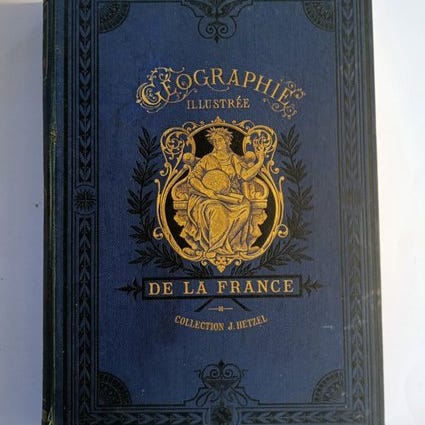 GÉOGRAPHIE
ILLUSTRÉE
DE LA FRANCE
COLLECTION J. HETZEL